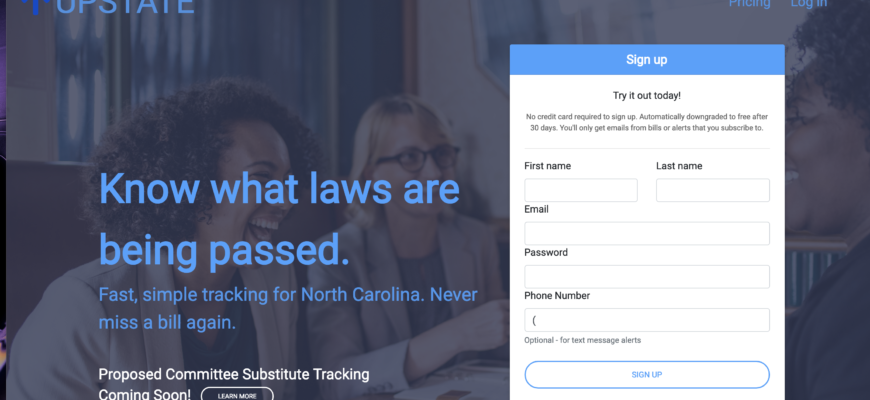 UPSTATE
Pricing
Log in
Know what laws are
being passed.
Fast, simple tracking for North Carolina. Never
miss a bill again.
Proposed Committee Substitute Tracking
Coming Soon!
LEARN MORE
Sign up
Try it out today!
No credit card required to sign up. Automatically downgraded to free after
30 days. You'll only get emails from bills or alerts that you subscribe to.
First name
Last name
Email
Password
Phone Number
(
Optional - for text message alerts
SIGN UP